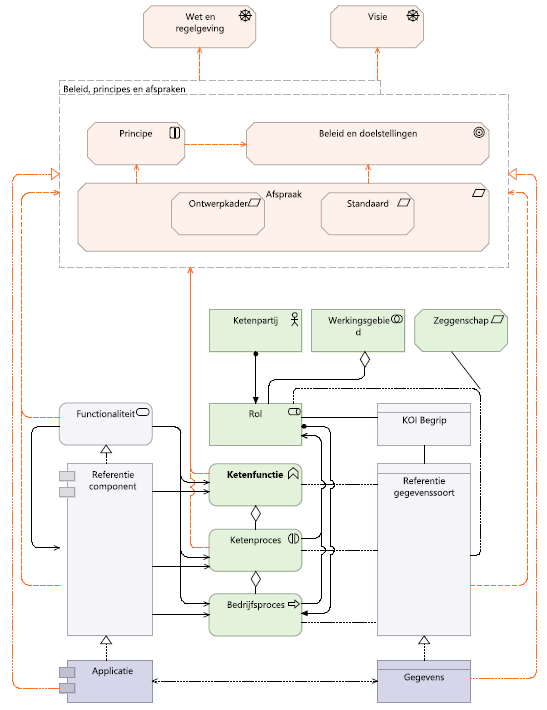 Wet en
regelgeving
Visie
Beleid, principes en afspraken
Principe
Beleid en doelstellingen
Afspraak
Ontwerpkader
Standaard
Ketenpartij
Werkingsgebie
d
Zeggenschap
Functionaliteit
Rol
KOI Begrip
Referentie
component
Ketenfunctie
Referentie
gegevenssoort
Ketenproces
Bedrijfsproces
Applicatie
Gegevens